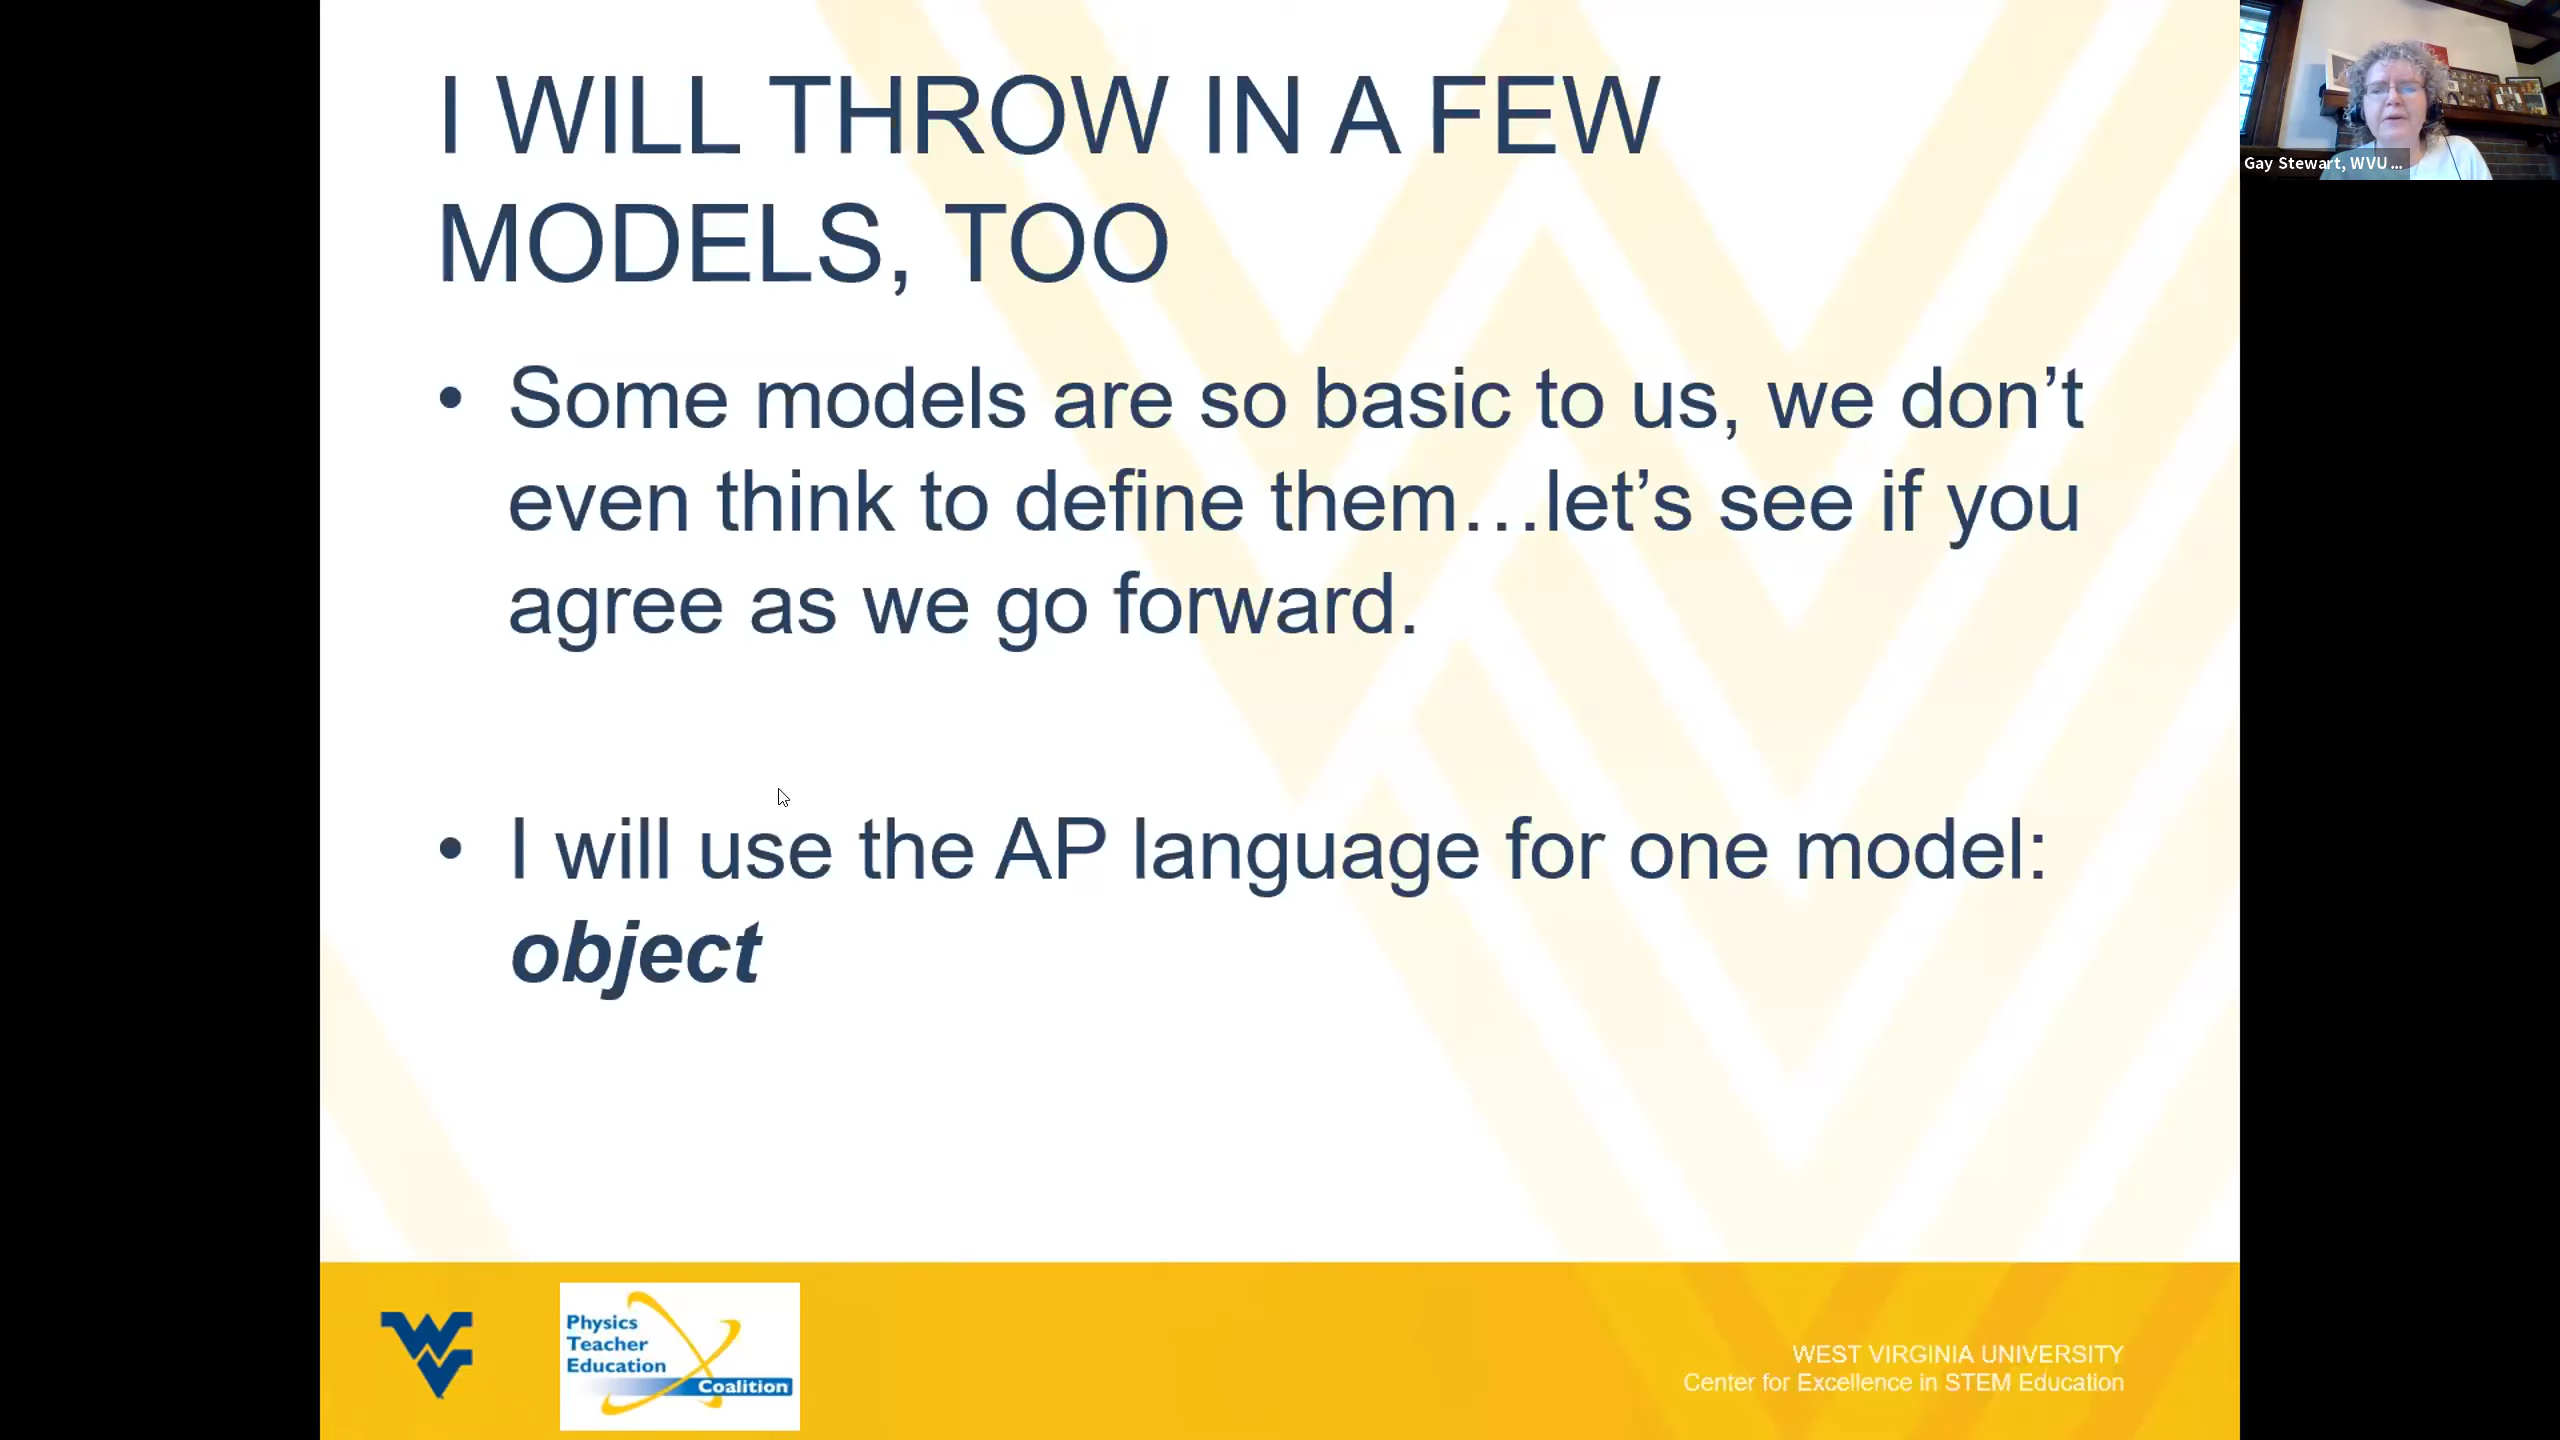 I WILL THROW IN A FEW
MODELS, TOO
• Some models are so basic to us, we don’t
even think to define them…let’s see if you
agree as we go forward.
• I will use the AP language for one model:
object
Physics
Teacher
Education
Coalition
WEST VIRGINIA UNIVERSITY
Center for Excellence in STEM Education
Gay Stewart, WVU ...